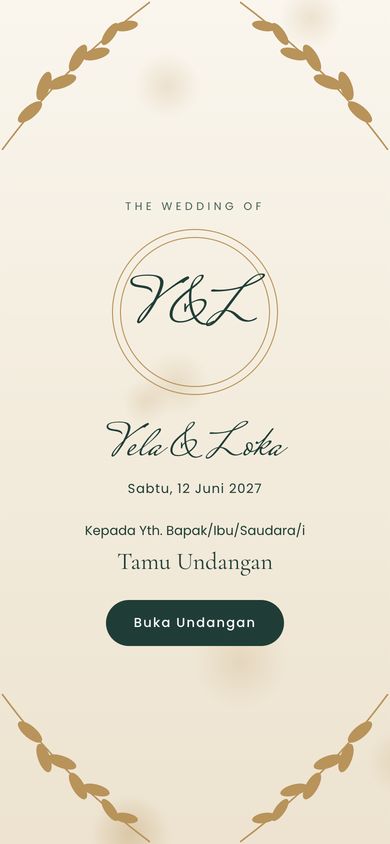 THE WEDDING OF
V&L
Vela & Loka
Sabtu, 12 Juni 2027
Kepada Yth. Bapak/Ibu/Saudara/i
Tamu Undangan
Buka Undangan